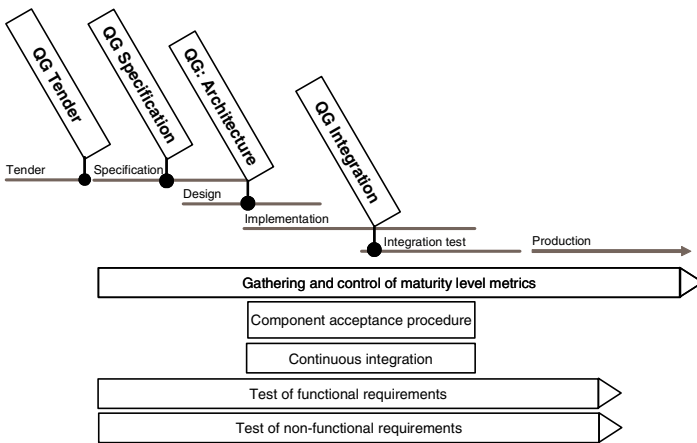 QG Tender
QG Specification
QG: Architecture
QG Integration
Tender
Specification
Design
Implementation
Integration test
Production
Gathering and control of maturity level metrics
Component acceptance procedure
Continuous integration
Test of functional requirements
Test of non-functional requirements